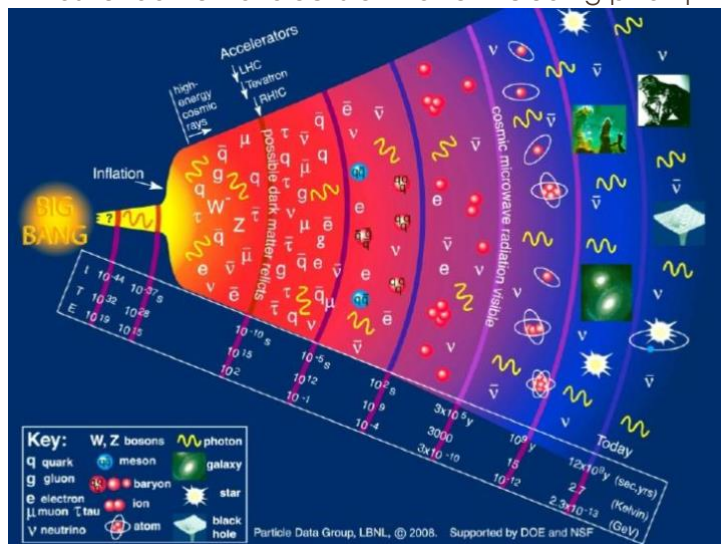 Accelerators
LHC
Tevatron
RHIC
high-
energy
cosmic
rays
Inflation
BIG
BANG
?
possible dark matter relicts
cosmic microwave radiation visible
t 10⁻⁴⁴ 10⁻³⁷s 10⁻¹⁰s 10⁻⁵s 10²s 3x10⁵y 10⁹y 12x10⁹y (sec,yrs)
T 10³² 10²⁸ 10¹⁵ 10¹² 10⁹ 3000 15 2.7 (Kelvin)
E 10¹⁹ 10¹⁵ 10² 10⁻¹ 10⁻⁴ 3x10⁻¹⁰ 10⁻¹² 2.3x10⁻¹³ (GeV)
Today
Key:
W, Z bosons
photon
q quark
meson
galaxy
g gluon
baryon
e electron
ion
star
μ muon τ tau
ν neutrino
atom
black
hole
Particle Data Group, LBNL, © 2008. Supported by DOE and NSF